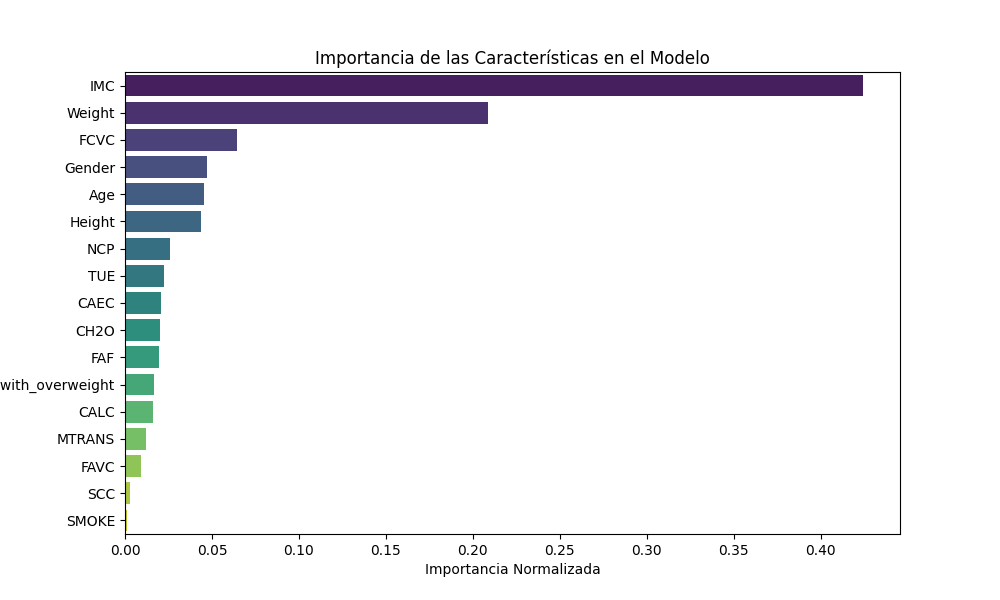 Importancia de las Características en el Modelo
IMC
Weight
FCVC
Gender
Age
Height
NCP
TUE
CAEC
CH2O
FAF
with_overweight
CALC
MTRANS
FAVC
SCC
SMOKE
0.00 0.05 0.10 0.15 0.20 0.25 0.30 0.35 0.40
Importancia Normalizada